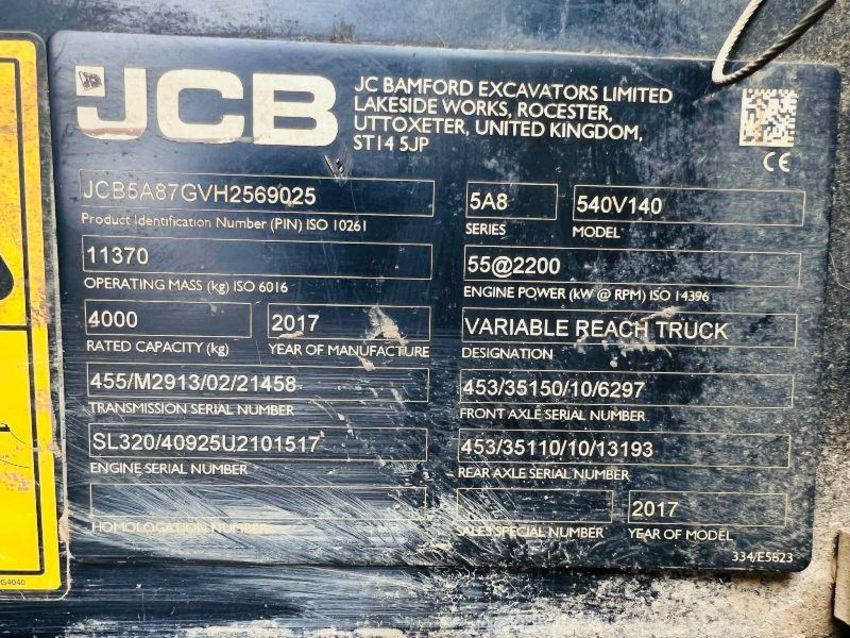 JCB
JC BAMFORD EXCAVATORS LIMITED
LAKESIDE WORKS, ROCESTER,
UTTOXETER, UNITED KINGDOM,
ST14 5JP
CE
JCB5A87GVH2569025
Product Identification Number (PIN) ISO 10261
5A8
SERIES
540V140
MODEL
11370
OPERATING MASS (kg) ISO 6016
55@2200
ENGINE POWER (kW @ RPM) ISO 14396
4000
RATED CAPACITY (kg)
2017
YEAR OF MANUFACTURE
VARIABLE REACH TRUCK
DESIGNATION
455/M2913/02/21458
TRANSMISSION SERIAL NUMBER
453/35150/10/6297
FRONT AXLE SERIAL NUMBER
SL320/40925U2101517
ENGINE SERIAL NUMBER
453/35110/10/13193
REAR AXLE SERIAL NUMBER
HOMOLOGATION NUMBER
SALES SPECIAL NUMBER
2017
YEAR OF MODEL
334/E5823
G4040